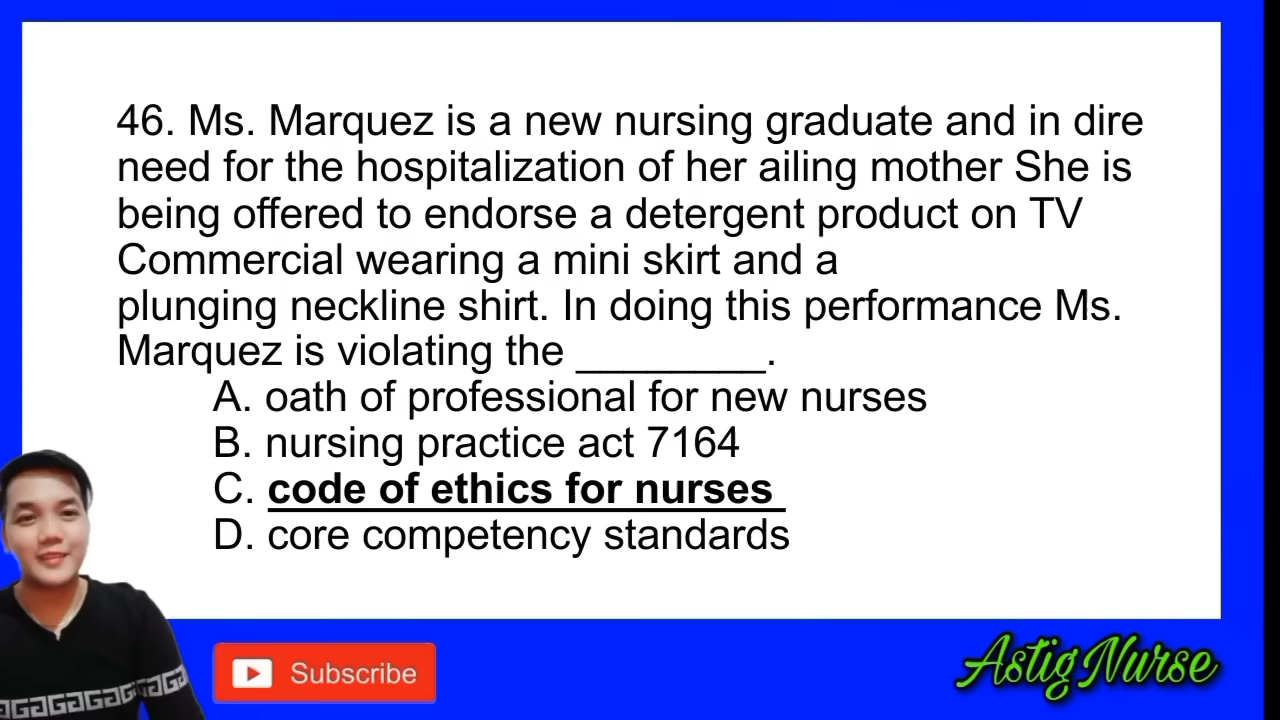 46. Ms. Marquez is a new nursing graduate and in dire
need for the hospitalization of her ailing mother She is
being offered to endorse a detergent product on TV
Commercial wearing a mini skirt and a
plunging neckline shirt. In doing this performance Ms.
Marquez is violating the ________.
A. oath of professional for new nurses
B. nursing practice act 7164
C. code of ethics for nurses
D. core competency standards
Subscribe
Astig Nurse